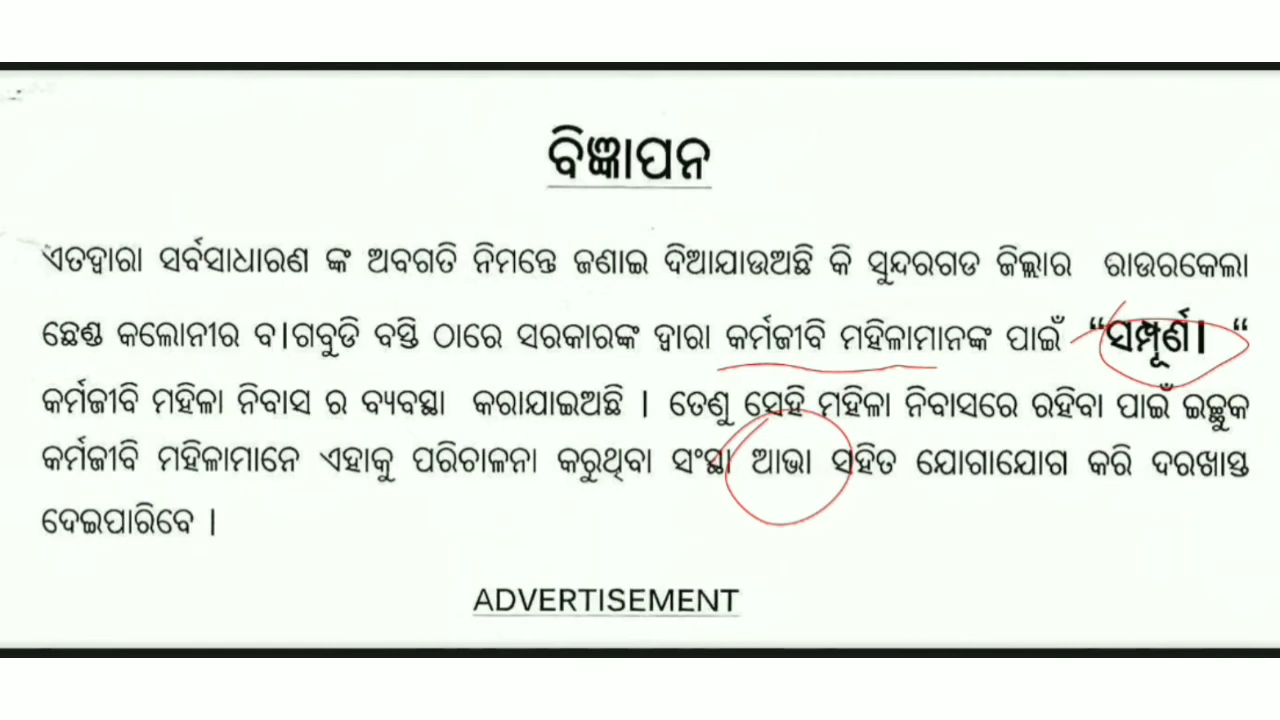 ବିଜ୍ଞାପନ
ଏତଦ୍ୱାରା ସର୍ବସାଧାରଣ ଙ୍କ ଅବଗତି ନିମନ୍ତେ ଜଣାଇ ଦିଆଯାଉଅଛି କି ସୁନ୍ଦରଗଡ ଜିଲ୍ଲାର ରାଉରକେଲା
ଛେଣ୍ଡ କଲୋନୀର ବ।ଗବୁଡି ବସ୍ତି ଠାରେ ସରକାରଙ୍କ ଦ୍ୱାରା କର୍ମଜୀବି ମହିଳାମାନଙ୍କ ପାଇଁ “ସମ୍ପୂର୍ଣ। “
କର୍ମଜୀବି ମହିଳା ନିବାସ ର ବ୍ୟବସ୍ଥା କରାଯାଇଅଛି । ତେଣୁ ସେହି ମହିଳା ନିବାସରେ ରହିବା ପାଇଁ ଇଚ୍ଛୁକ
କର୍ମଜୀବି ମହିଳାମାନେ ଏହାକୁ ପରିଚାଳନା କରୁଥିବା ସଂସ୍ଥା ଆଭା ସହିତ ଯୋଗାଯୋଗ କରି ଦରଖାସ୍ତ
ଦେଇପାରିବେ ।
ADVERTISEMENT